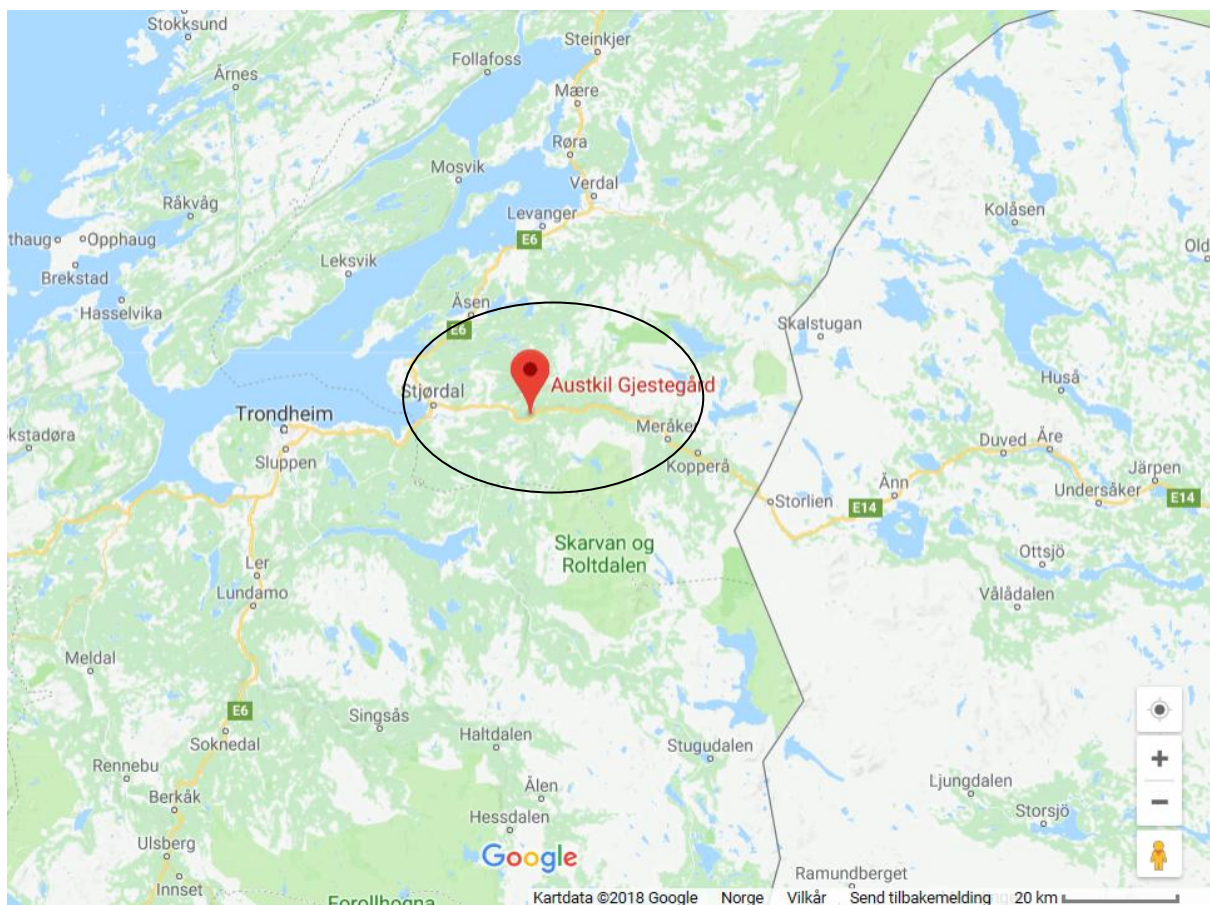 Stokksund
Steinkjer
Follafoss
Årnes
Mære
Røra
Mosvik
Verdal
Råkvåg
Levanger
Kolåsen
thaug
Opphaug
E6
Old
Leksvik
Brekstad
Hasselvika
Åsen
E6
Skalstugan
Austkil Gjestegård
Huså
Stjørdal
Trondheim
Meråker
kstadøra
Duved
Åre
Sluppen
Kopperå
Järpen
Änn
Storlien
E14
Undersåker
E14
Skarvan og
Roltdalen
Ottsjö
Ler
Lundamo
Vålådalen
Meldal
E6
Singsås
Haltdalen
Soknedal
Stugudalen
Rennebu
Ålen
Ljungdalen
Berkåk
Storsjö
Hessdalen
Ulsberg
Google
Innset
Ramundberget
Forollhogna
Kartdata ©2018 Google Norge Vilkår Send tilbakemelding 20 km